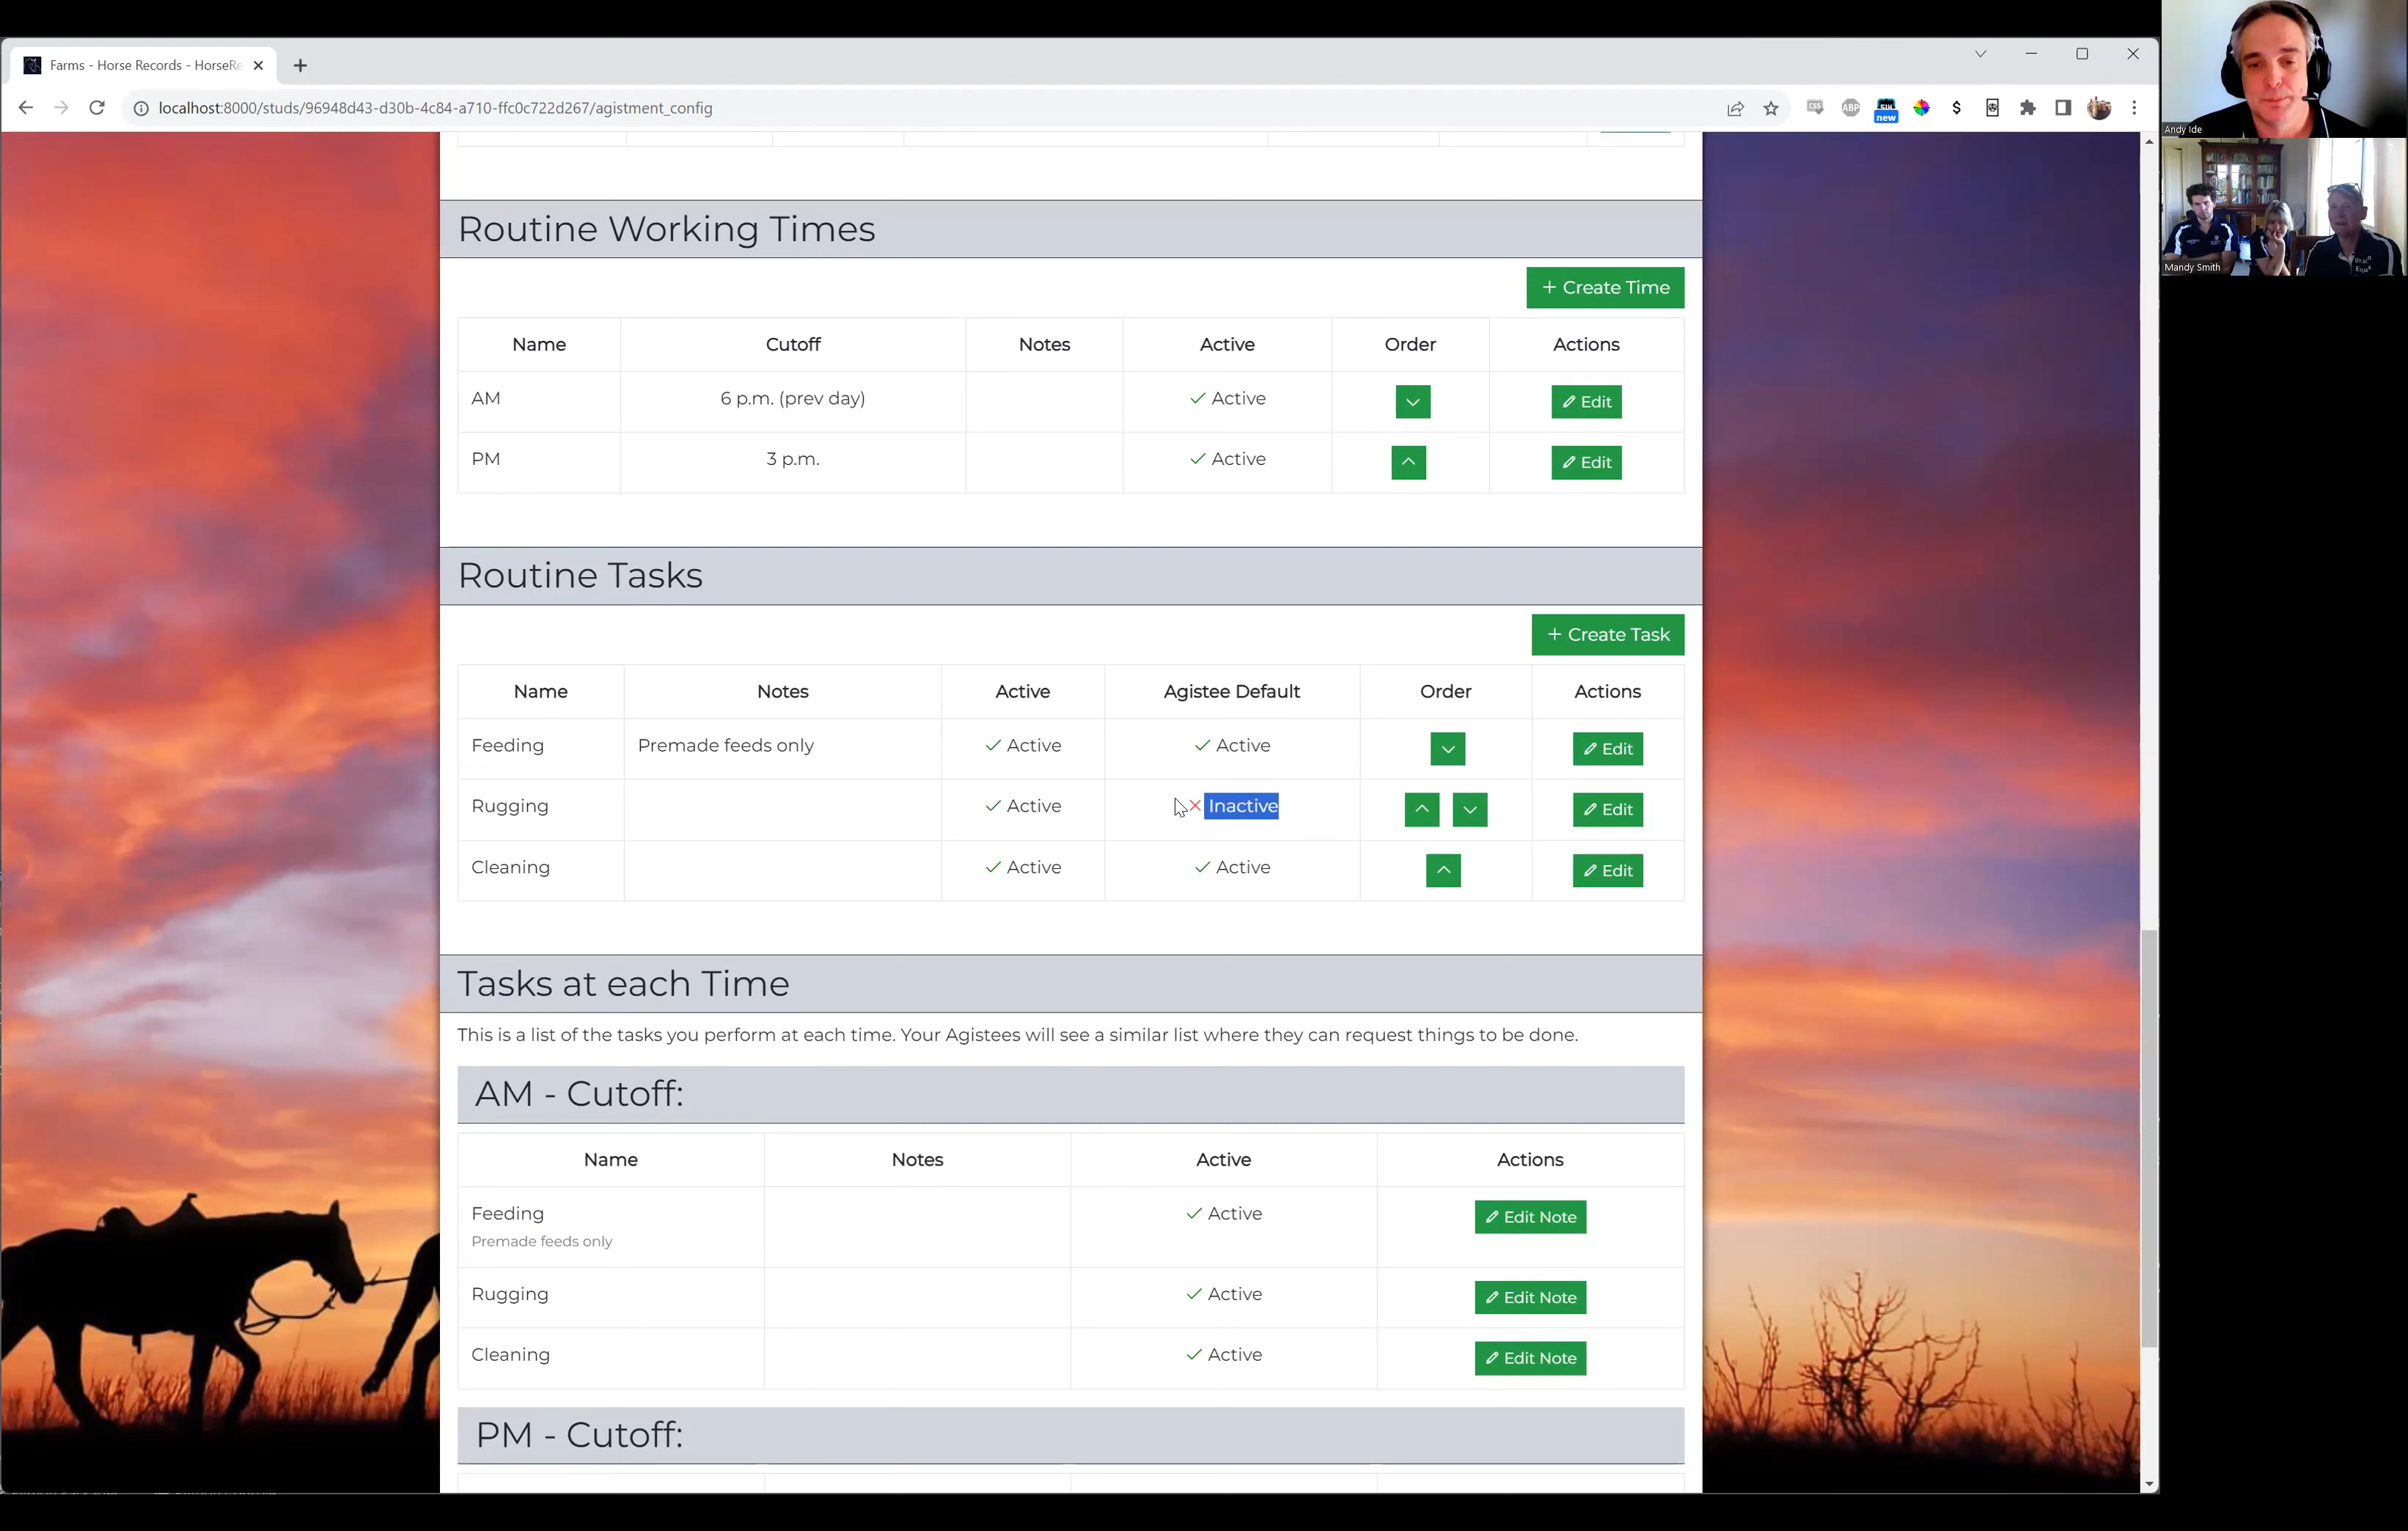 Farms - Horse Records - HorseRe
localhost:8000/studs/96948d43-d30b-4c84-a710-ffc0c722d267/agistment_config
CSS
ABP
new
$
Andy Ide
Mandy Smith
Routine Working Times
+ Create Time
Name Cutoff Notes Active Order Actions
AM 6 p.m. (prev day) Active Edit
PM 3 p.m. Active Edit
Routine Tasks
+ Create Task
Name Notes Active Agistee Default Order Actions
Feeding Premade feeds only Active Active Edit
Rugging Active Inactive Edit
Cleaning Active Active Edit
Tasks at each Time
This is a list of the tasks you perform at each time. Your Agistees will see a similar list where they can request things to be done.
AM - Cutoff:
Name Notes Active Actions
Feeding Active Edit Note
Premade feeds only
Rugging Active Edit Note
Cleaning Active Edit Note
PM - Cutoff: